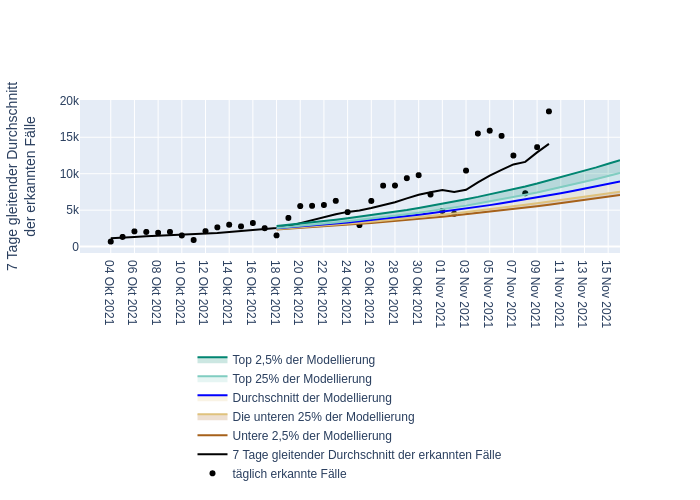 7 Tage gleitender Durchschnitt
der erkannten Fälle
20k
15k
10k
5k
0
04 Okt 2021
06 Okt 2021
08 Okt 2021
10 Okt 2021
12 Okt 2021
14 Okt 2021
16 Okt 2021
18 Okt 2021
20 Okt 2021
22 Okt 2021
24 Okt 2021
26 Okt 2021
28 Okt 2021
30 Okt 2021
01 Nov 2021
03 Nov 2021
05 Nov 2021
07 Nov 2021
09 Nov 2021
11 Nov 2021
13 Nov 2021
15 Nov 2021
Top 2,5% der Modellierung
Top 25% der Modellierung
Durchschnitt der Modellierung
Die unteren 25% der Modellierung
Untere 2,5% der Modellierung
7 Tage gleitender Durchschnitt der erkannten Fälle
täglich erkannte Fälle